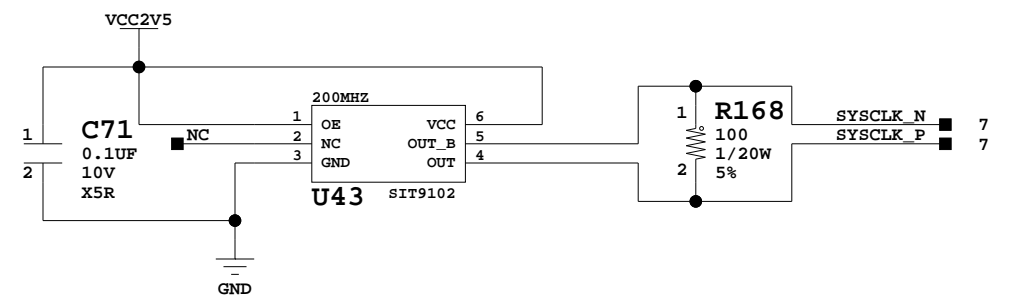 VCC2V5
200MHZ
1 OE VCC 6
NC 2 NC OUT_B 5
3 GND OUT 4
U43 SIT9102
1 C71
0.1UF
2 10V
X5R
GND
1 R168
100
1/20W
2 5%
SYSCLK_N 7
SYSCLK_P 7